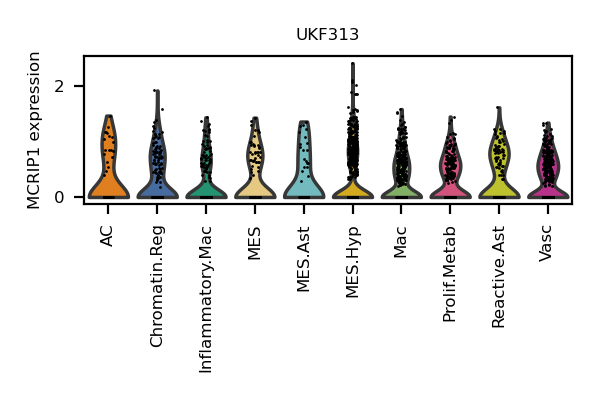 UKF313
MCRIP1 expression
2
0
AC
Chromatin.Reg
Inflammatory.Mac
MES
MES.Ast
MES.Hyp
Mac
Prolif.Metab
Reactive.Ast
Vasc